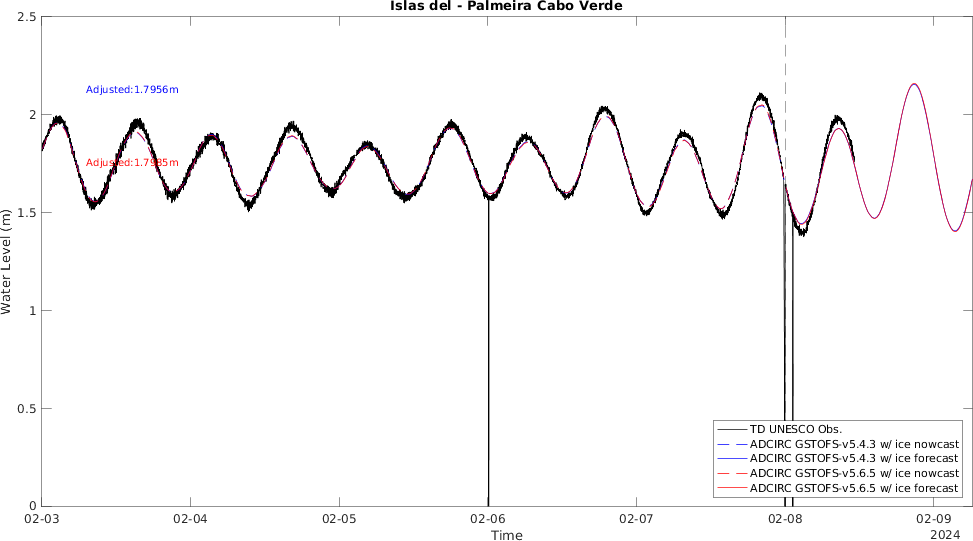 Islas del - Palmeira Cabo Verde
2.5
2
1.5
1
0.5
0
Water Level (m)
Adjusted:1.7956m
Adjusted:1.7985m
TD UNESCO Obs.
ADCIRC GSTOFS-v5.4.3 w/ ice nowcast
ADCIRC GSTOFS-v5.4.3 w/ ice forecast
ADCIRC GSTOFS-v5.6.5 w/ ice nowcast
ADCIRC GSTOFS-v5.6.5 w/ ice forecast
02-03 02-04 02-05 02-06 02-07 02-08 02-09
Time
2024